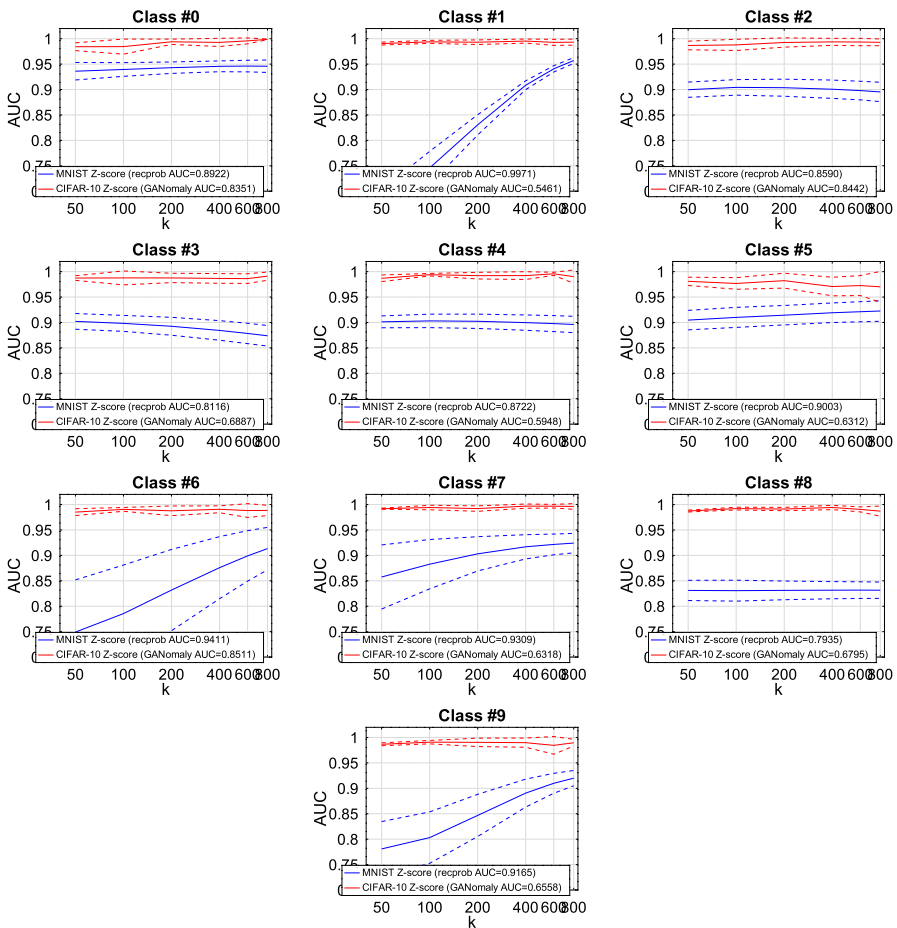 Class #0
Class #1
Class #2
1
0.95
0.9
0.85
0.8
0.75
AUC
MNIST Z-score (recprob AUC=0.8922)
CIFAR-10 Z-score (GANomaly AUC=0.8351)
50 100 200 400 600 800
k
1
0.95
0.9
0.85
0.8
0.75
AUC
MNIST Z-score (recprob AUC=0.9971)
CIFAR-10 Z-score (GANomaly AUC=0.5461)
50 100 200 400 600 800
k
1
0.95
0.9
0.85
0.8
0.75
AUC
MNIST Z-score (recprob AUC=0.8590)
CIFAR-10 Z-score (GANomaly AUC=0.8442)
50 100 200 400 600 800
k
Class #3
Class #4
Class #5
1
0.95
0.9
0.85
0.8
AUC
MNIST Z-score (recprob AUC=0.8116)
CIFAR-10 Z-score (GANomaly AUC=0.6887)
50 100 200 400 600 800
k
1
0.95
0.9
0.85
0.8
AUC
MNIST Z-score (recprob AUC=0.8722)
CIFAR-10 Z-score (GANomaly AUC=0.5948)
50 100 200 400 600 800
k
1
0.95
0.9
0.85
0.8
AUC
MNIST Z-score (recprob AUC=0.9003)
CIFAR-10 Z-score (GANomaly AUC=0.6312)
50 100 200 400 600 800
k
Class #6
Class #7
Class #8
1
0.95
0.9
0.85
0.8
0.75
AUC
MNIST Z-score (recprob AUC=0.9411)
CIFAR-10 Z-score (GANomaly AUC=0.8511)
50 100 200 400 600 800
k
1
0.95
0.9
0.85
0.8
0.75
AUC
MNIST Z-score (recprob AUC=0.9309)
CIFAR-10 Z-score (GANomaly AUC=0.6318)
50 100 200 400 600 800
k
1
0.95
0.9
0.85
0.8
0.75
AUC
MNIST Z-score (recprob AUC=0.7935)
CIFAR-10 Z-score (GANomaly AUC=0.6795)
50 100 200 400 600 800
k
Class #9
1
0.95
0.9
0.85
0.8
0.75
AUC
MNIST Z-score (recprob AUC=0.9165)
CIFAR-10 Z-score (GANomaly AUC=0.6558)
50 100 200 400 600 800
k